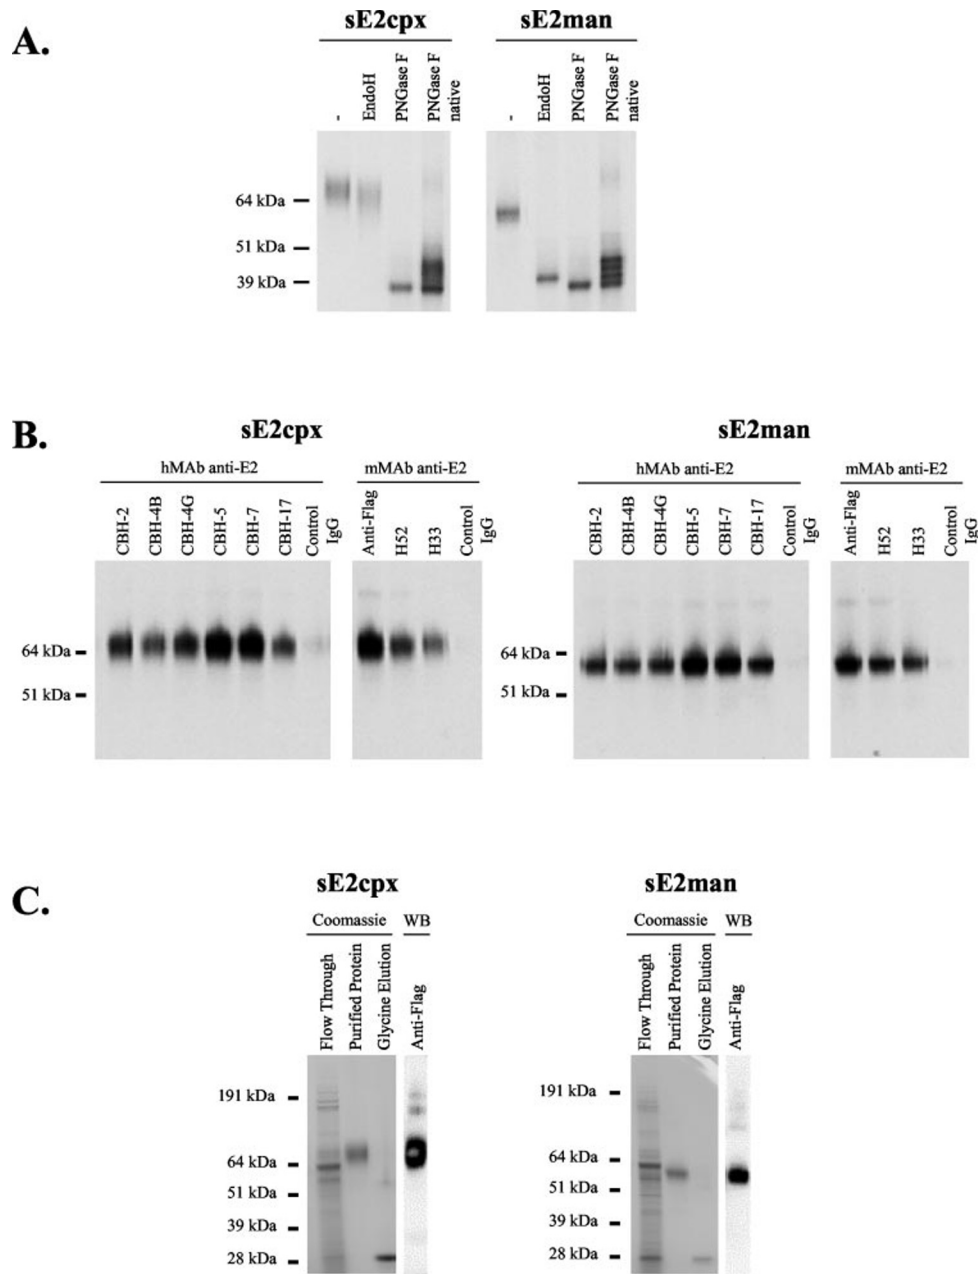 A.
sE2cpx
sE2man
-
EndoH
PNGase F
PNGase F
native
-
EndoH
PNGase F
PNGase F
native
64 kDa
51 kDa
39 kDa
B.
sE2cpx
sE2man
hMAb anti-E2
mMAb anti-E2
hMAb anti-E2
mMAb anti-E2
CBH-2
CBH-4B
CBH-4G
CBH-5
CBH-7
CBH-17
Control
IgG
Anti-Flag
H52
H33
Control
IgG
CBH-2
CBH-4B
CBH-4G
CBH-5
CBH-7
CBH-17
Control
IgG
Anti-Flag
H52
H33
Control
IgG
64 kDa
51 kDa
64 kDa
51 kDa
C.
sE2cpx
sE2man
Coomassie
WB
Coomassie
WB
Flow Through
Purified Protein
Glycine Elution
Anti-Flag
Flow Through
Purified Protein
Glycine Elution
Anti-Flag
191 kDa
64 kDa
51 kDa
39 kDa
28 kDa
191 kDa
64 kDa
51 kDa
39 kDa
28 kDa